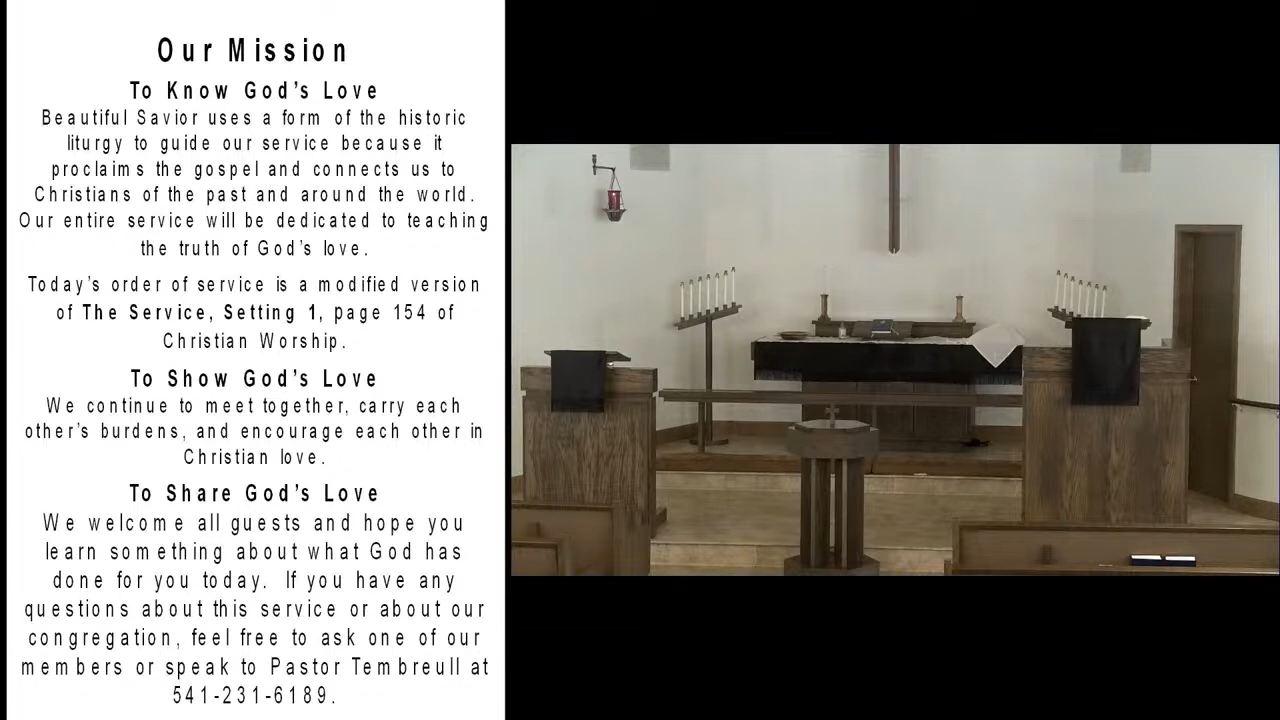 Our Mission
To Know God's Love
Beautiful Savior uses a form of the historic
liturgy to guide our service because it
proclaims the gospel and connects us to
Christians of the past and around the world.
Our entire service will be dedicated to teaching
the truth of God's love.
Today's order of service is a modified version
of The Service, Setting 1, page 154 of
Christian Worship.
To Show God's Love
We continue to meet together, carry each
other's burdens, and encourage each other in
Christian love.
To Share God's Love
We welcome all guests and hope you
learn something about what God has
done for you today. If you have any
questions about this service or about our
congregation, feel free to ask one of our
members or speak to Pastor Tembreull at
541-231-6189.